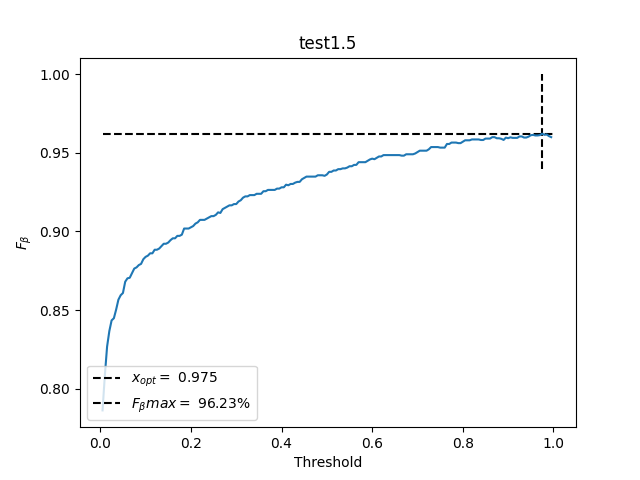 test1.5
1.00
0.95
0.90
0.85
0.80
F_β
x_opt = 0.975
F_β max = 96.23%
0.0 0.2 0.4 0.6 0.8 1.0
Threshold